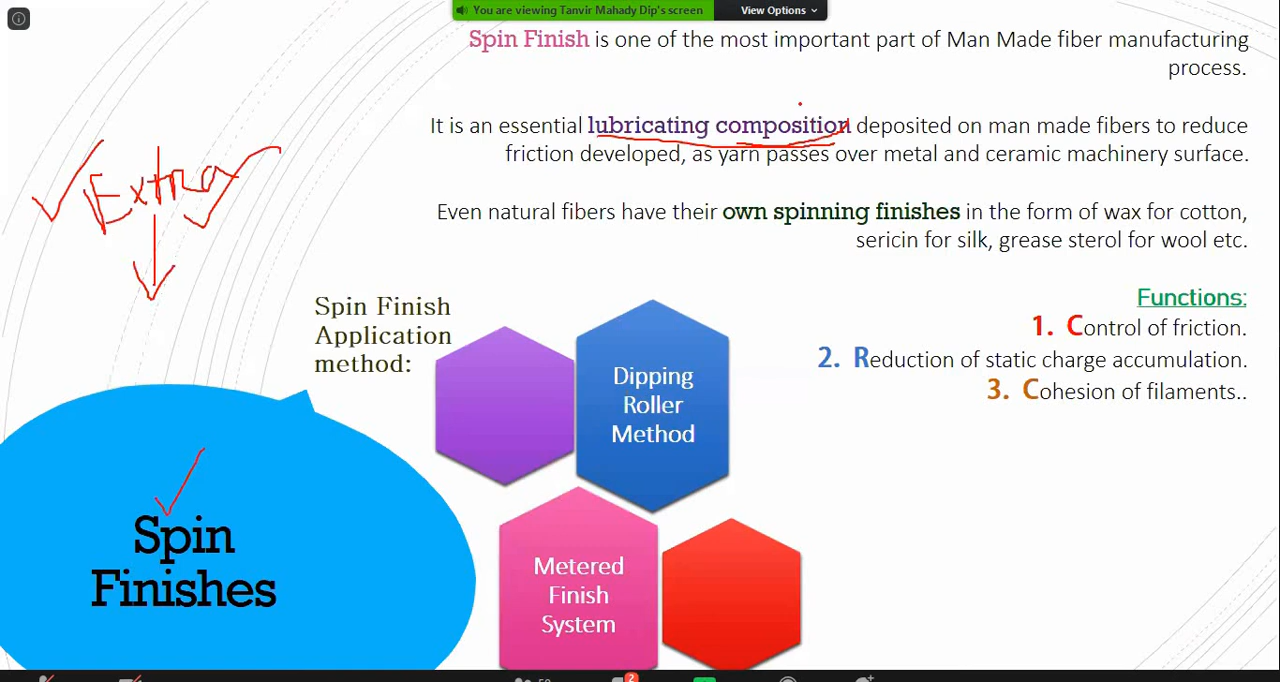 You are viewing Tanvir Mahady Dip's screen
View Options
Spin Finish is one of the most important part of Man Made fiber manufacturing
process.
It is an essential lubricating composition deposited on man made fibers to reduce
friction developed, as yarn passes over metal and ceramic machinery surface.
Even natural fibers have their own spinning finishes in the form of wax for cotton,
sericin for silk, grease sterol for wool etc.
Extra
Functions:
1. Control of friction.
2. Reduction of static charge accumulation.
3. Cohesion of filaments..
Spin Finish
Application
method:
Dipping
Roller
Method
Metered
Finish
System
Spin
Finishes
2